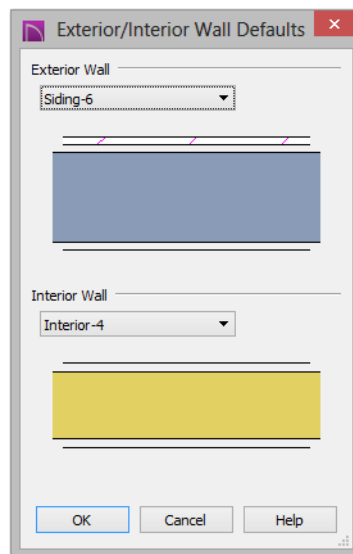 Exterior/Interior Wall Defaults
Exterior Wall
Siding-6
Interior Wall
Interior-4
OK Cancel Help